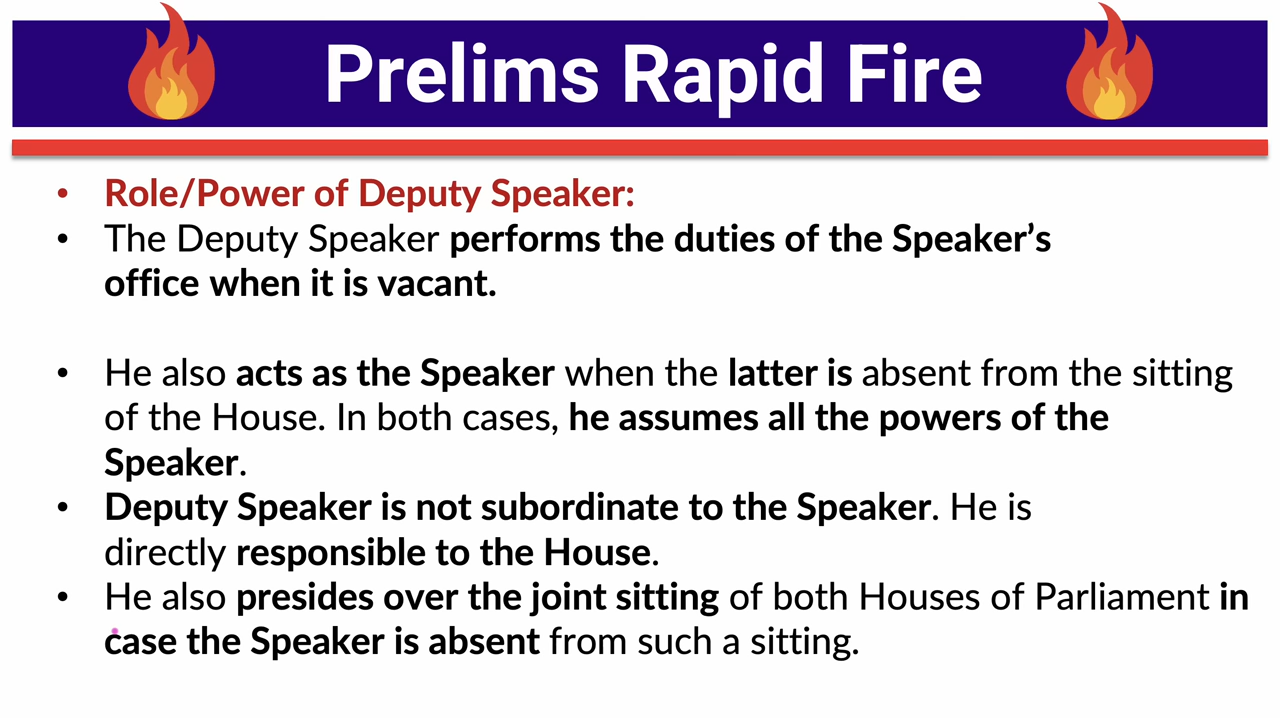 Prelims Rapid Fire
• Role/Power of Deputy Speaker:
• The Deputy Speaker performs the duties of the Speaker’s
office when it is vacant.
• He also acts as the Speaker when the latter is absent from the sitting
of the House. In both cases, he assumes all the powers of the
Speaker.
• Deputy Speaker is not subordinate to the Speaker. He is
directly responsible to the House.
• He also presides over the joint sitting of both Houses of Parliament in
case the Speaker is absent from such a sitting.